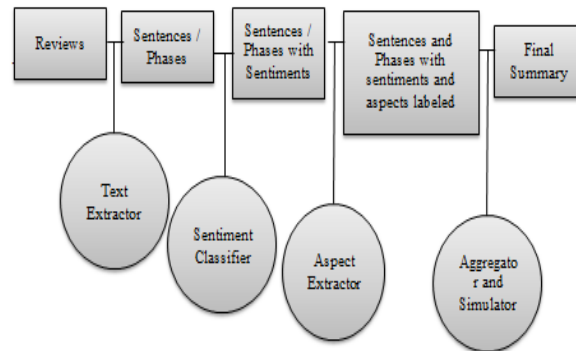 Reviews
Sentences /
Phases
Sentences /
Phases with
Sentiments
Sentences and
Phases with
sentiments and
aspects labeled
Final
Summary
Text
Extractor
Sentiment
Classifier
Aspect
Extractor
Aggregato
r and
Simulator